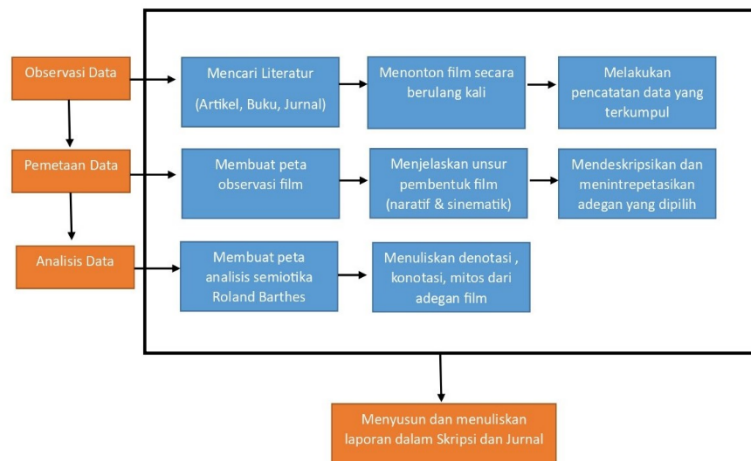 Observasi Data
Mencari Literatur
(Artikel, Buku, Jurnal)
Menonton film secara
berulang kali
Melakukan
pencatatan data yang
terkumpul
Pemetaan Data
Membuat peta
observasi film
Menjelaskan unsur
pembentuk film
(naratif & sinematik)
Mendeskripsikan dan
menintrepetasikan
adegan yang dipilih
Analisis Data
Membuat peta
analisis semiotika
Roland Barthes
Menuliskan denotasi ,
konotasi, mitos dari
adegan film
Menyusun dan menuliskan
laporan dalam Skripsi dan Jurnal